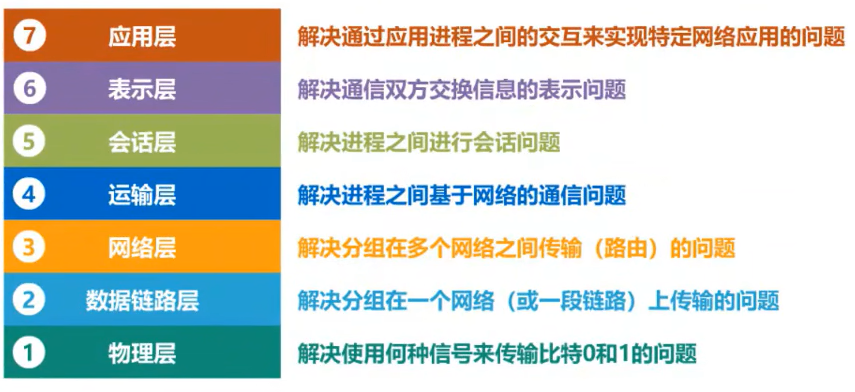 7 应用层 解决通过应用进程之间的交互来实现特定网络应用的问题
6 表示层 解决通信双方交换信息的表示问题
5 会话层 解决进程之间进行会话问题
4 运输层 解决进程之间基于网络的通信问题
3 网络层 解决分组在多个网络之间传输（路由）的问题
2 数据链路层 解决分组在一个网络（或一段链路）上传输的问题
1 物理层 解决使用何种信号来传输比特0和1的问题